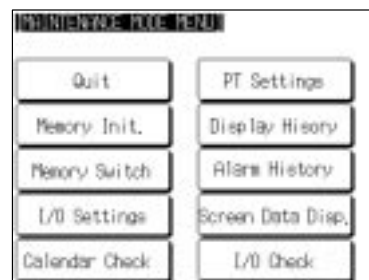 MAINTENANCE MODE MENU
Quit
PT Settings
Memory Init.
Display Hisory
Memory Switch
Alarm History
I/O Settings
Screen Data Disp.
Calendar Check
I/O Check